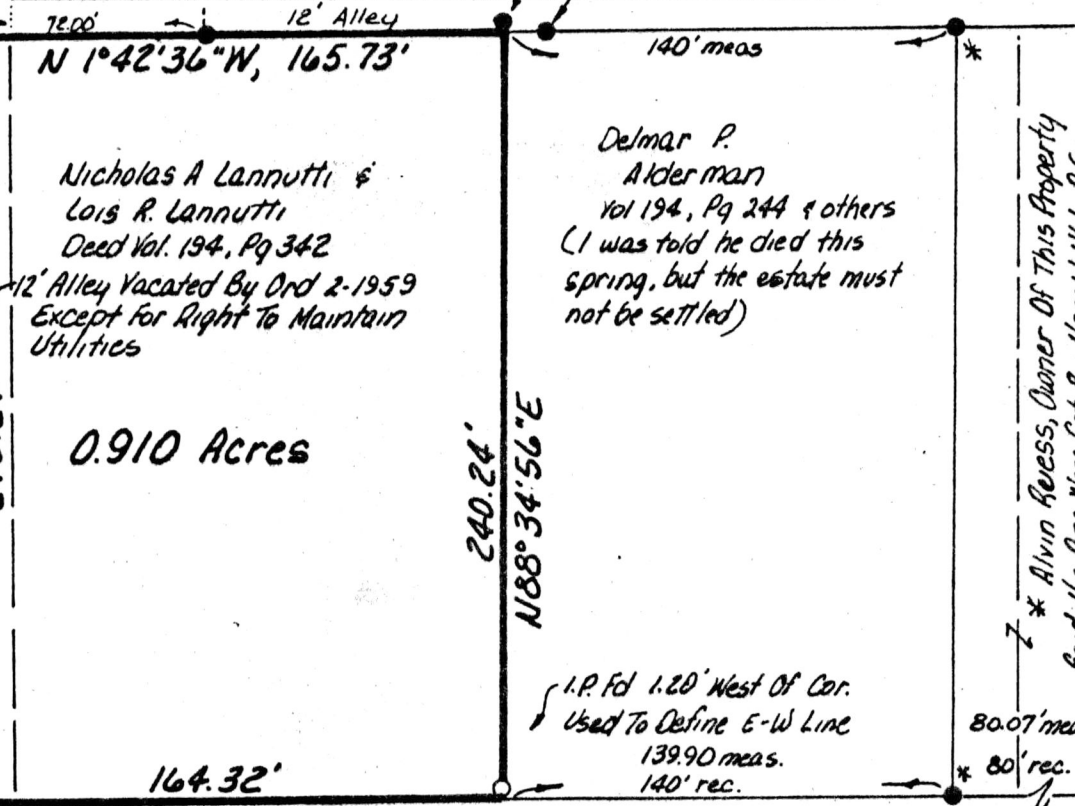 72.00'
12' Alley
N 1°42'36"W, 165.73'
140' meas
*
Nicholas A Lannutti &
Lois R. Lannutti
Deed Vol. 194, Pg 342
12' Alley Vacated By Ord 2-1959
Except For Right To Maintain
Utilities
0.910 Acres
Delmar P.
Alderman
Vol 194, Pg 244 & others
(I was told he died this
spring, but the estate must
not be settled)
240.24'
N88°34'56"E
I.P. Fd 1.20' West Of Cor.
Used To Define E-W Line
139.90 meas.
140' rec.
164.32'
* Alvin Reess, Owner Of This Property
80.07' mea
* 80' rec.